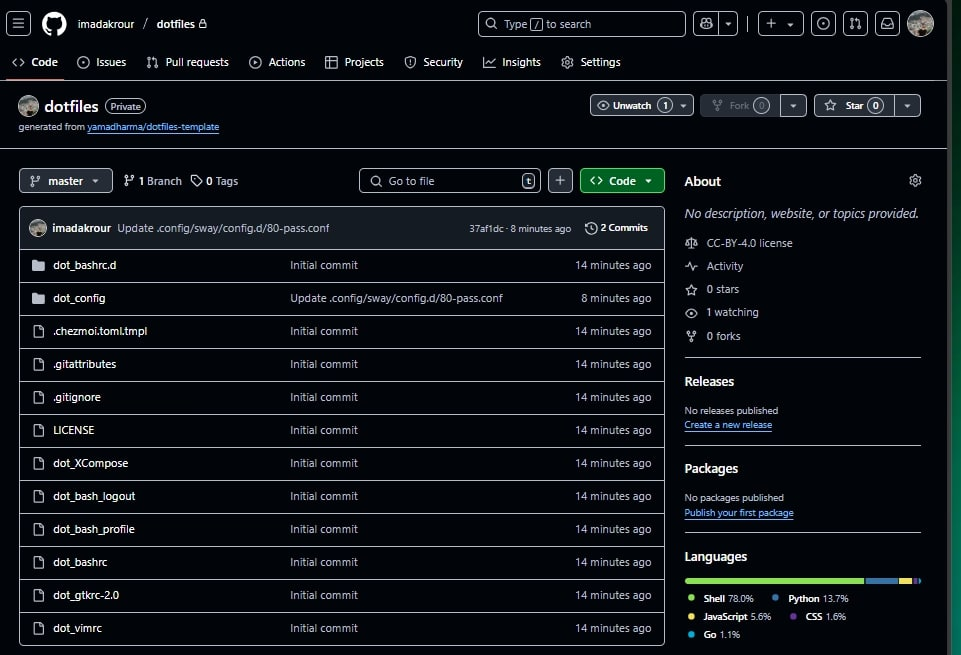 imadakrour / dotfiles
Type / to search
Code Issues Pull requests Actions Projects Security Insights Settings
dotfiles Private
generated from yamadharma/dotfiles-template
Unwatch 1 Fork 0 Star 0
master 1 Branch 0 Tags
Go to file t + Code
imadakrour Update .config/sway/config.d/80-pass.conf 37af1dc · 8 minutes ago 2 Commits
dot_bashrc.d Initial commit 14 minutes ago
dot_config Update .config/sway/config.d/80-pass.conf 8 minutes ago
.chezmoi.toml.tmpl Initial commit 14 minutes ago
.gitattributes Initial commit 14 minutes ago
.gitignore Initial commit 14 minutes ago
LICENSE Initial commit 14 minutes ago
dot_XCompose Initial commit 14 minutes ago
dot_bash_logout Initial commit 14 minutes ago
dot_bash_profile Initial commit 14 minutes ago
dot_bashrc Initial commit 14 minutes ago
dot_gtkrc-2.0 Initial commit 14 minutes ago
dot_vimrc Initial commit 14 minutes ago
About
No description, website, or topics provided.
CC-BY-4.0 license
Activity
0 stars
1 watching
0 forks
Releases
No releases published
Create a new release
Packages
No packages published
Publish your first package
Languages
Shell 78.0% Python 13.7%
JavaScript 5.6% CSS 1.6%
Go 1.1%